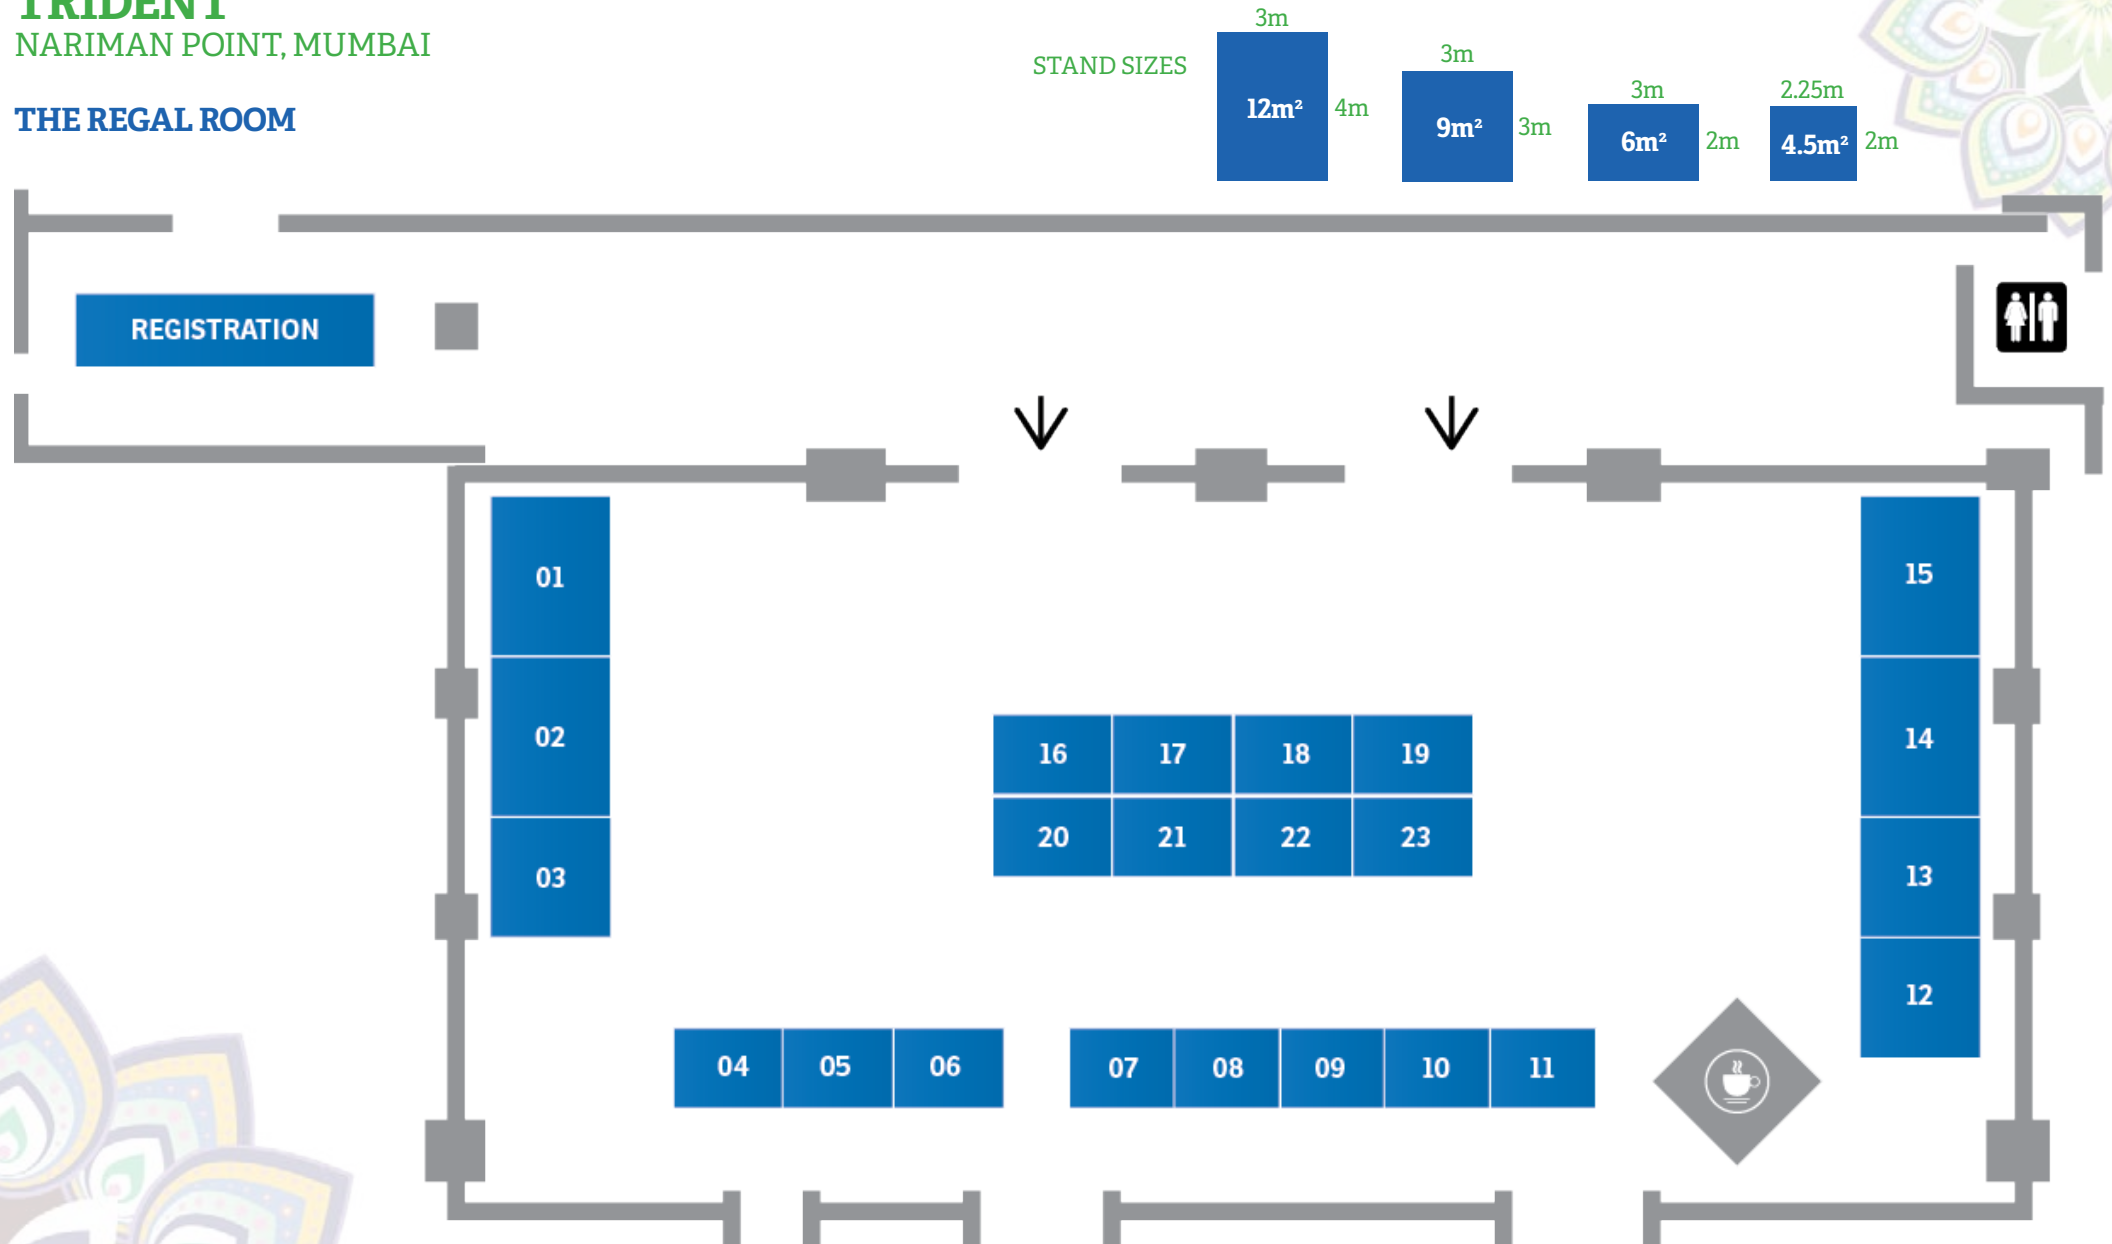 TRIDENT
NARIMAN POINT, MUMBAI
THE REGAL ROOM
STAND SIZES
3m
12m²
4m
3m
9m²
3m
3m
6m²
2m
2.25m
4.5m²
2m
REGISTRATION
01
02
03
15
14
13
12
16 17 18 19
20 21 22 23
04 05 06
07 08 09 10 11